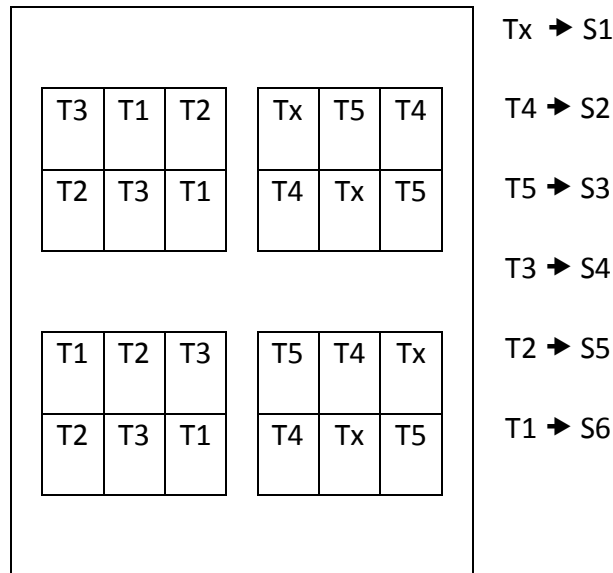 Tx → S1
T3 T1 T2 Tx T5 T4
T4 → S2
T2 T3 T1 T4 Tx T5
T5 → S3
T3 → S4
T1 T2 T3 T5 T4 Tx
T2 → S5
T2 T3 T1 T4 Tx T5
T1 → S6